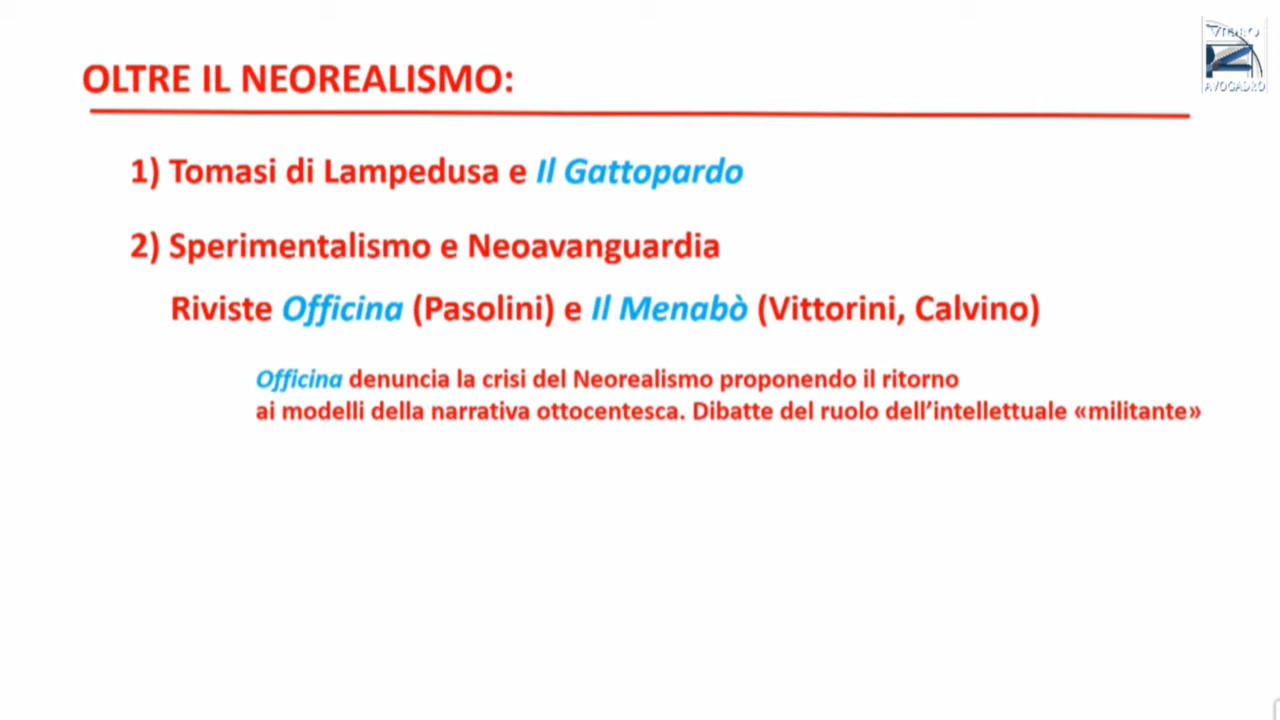 OLTRE IL NEOREALISMO:
1) Tomasi di Lampedusa e Il Gattopardo
2) Sperimentalismo e Neoavanguardia
Riviste Officina (Pasolini) e Il Menabò (Vittorini, Calvino)
Officina denuncia la crisi del Neorealismo proponendo il ritorno
ai modelli della narrativa ottocentesca. Dibatte del ruolo dell’intellettuale «militante»
AVOGADRO